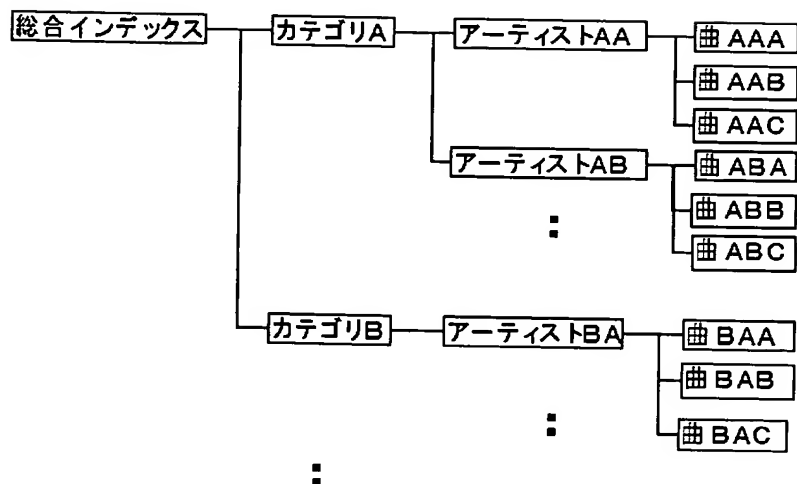 総合インデックス
カテゴリA
アーティストAA
曲 AAA
曲 AAB
曲 AAC
アーティストAB
曲 ABA
曲 ABB
曲 ABC
カテゴリB
アーティストBA
曲 BAA
曲 BAB
曲 BAC